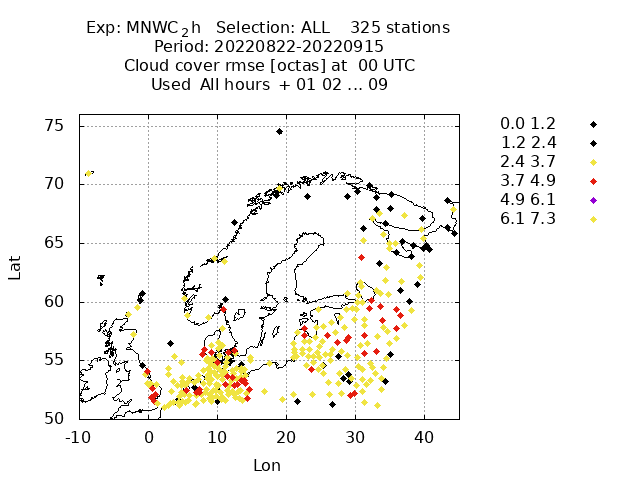 Exp: MNWC2h Selection: ALL 325 stations
Period: 20220822-20220915
Cloud cover rmse [octas] at 00 UTC
Used All hours + 01 02 ... 09
0.0 1.2
1.2 2.4
2.4 3.7
3.7 4.9
4.9 6.1
6.1 7.3
75
70
65
60
55
50
Lat
-10 0 10 20 30 40
Lon